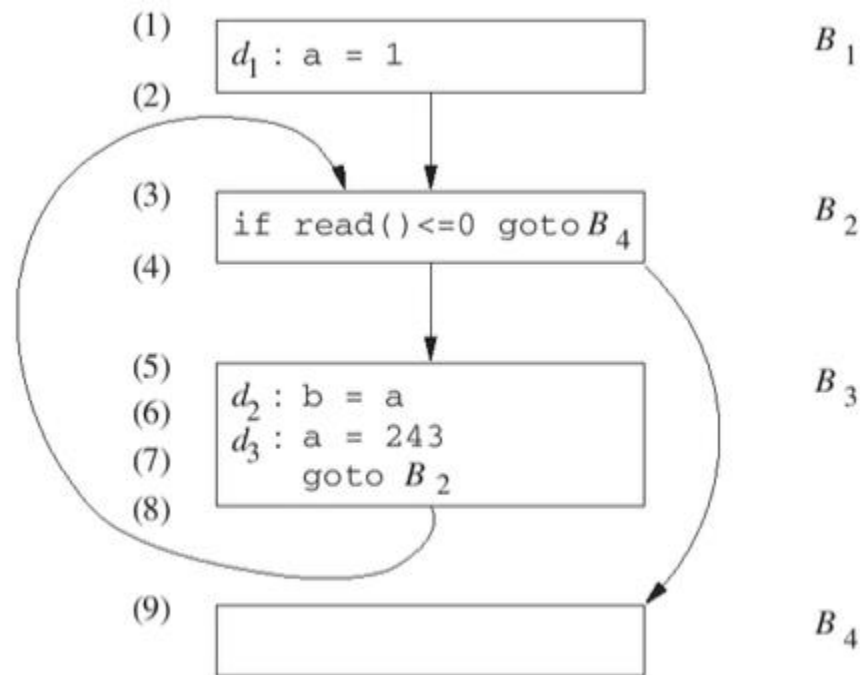 (1)
d1 : a = 1
B1
(2)
(3)
if read()<=0 goto B4
B2
(4)
(5)
d2 : b = a
B3
(6)
d3 : a = 243
(7)
goto B2
(8)
(9)
B4